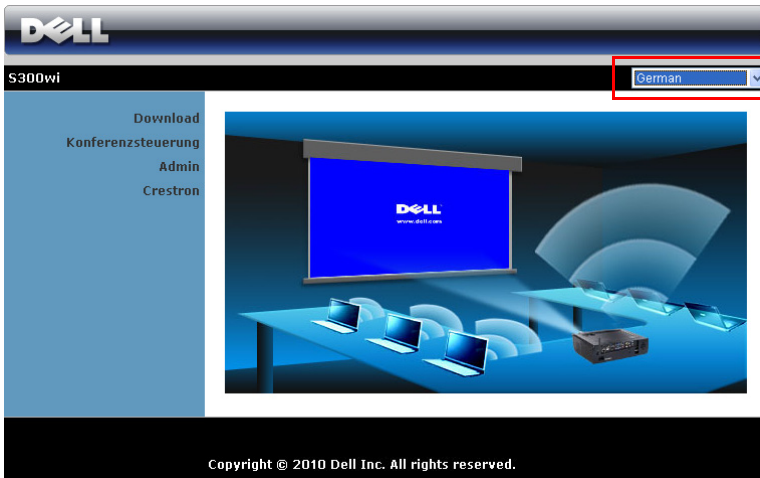 DELL
S300wi
German
Download
Konferenzsteuerung
Admin
Crestron
DELL
www.dell.com
Copyright © 2010 Dell Inc. All rights reserved.